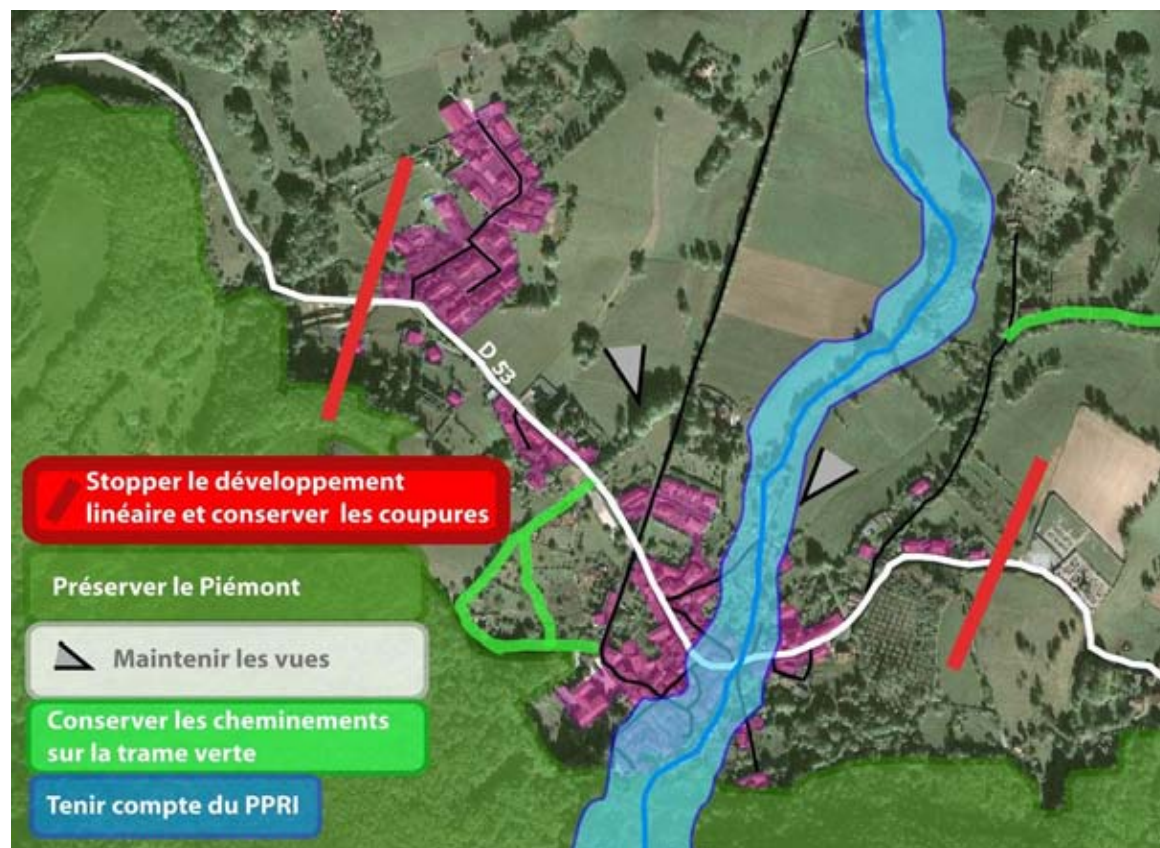 D 53
Stopper le développement
linéaire et conserver les coupures
Préserver le Piémont
Maintenir les vues
Conserver les cheminements
sur la trame verte
Tenir compte du PPRI